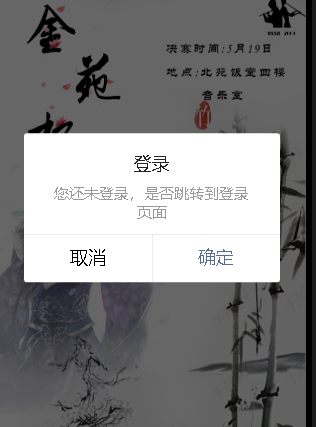 金
苑
决赛时间:5月19日
地点:北苑饭堂四楼
音乐室
竹
登录
您还未登录，是否跳转到登录
页面
取消
确定